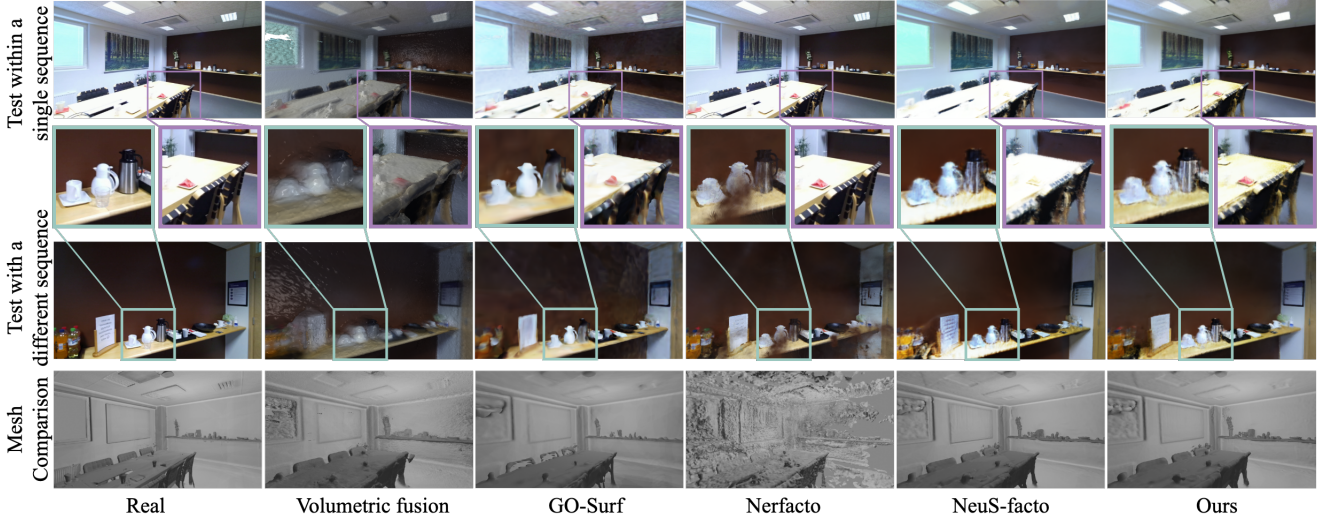 Test within a
single sequence
Test with a
different sequence
Mesh
Comparison
Real
Volumetric fusion
GO-Surf
Nerfacto
NeuS-facto
Ours